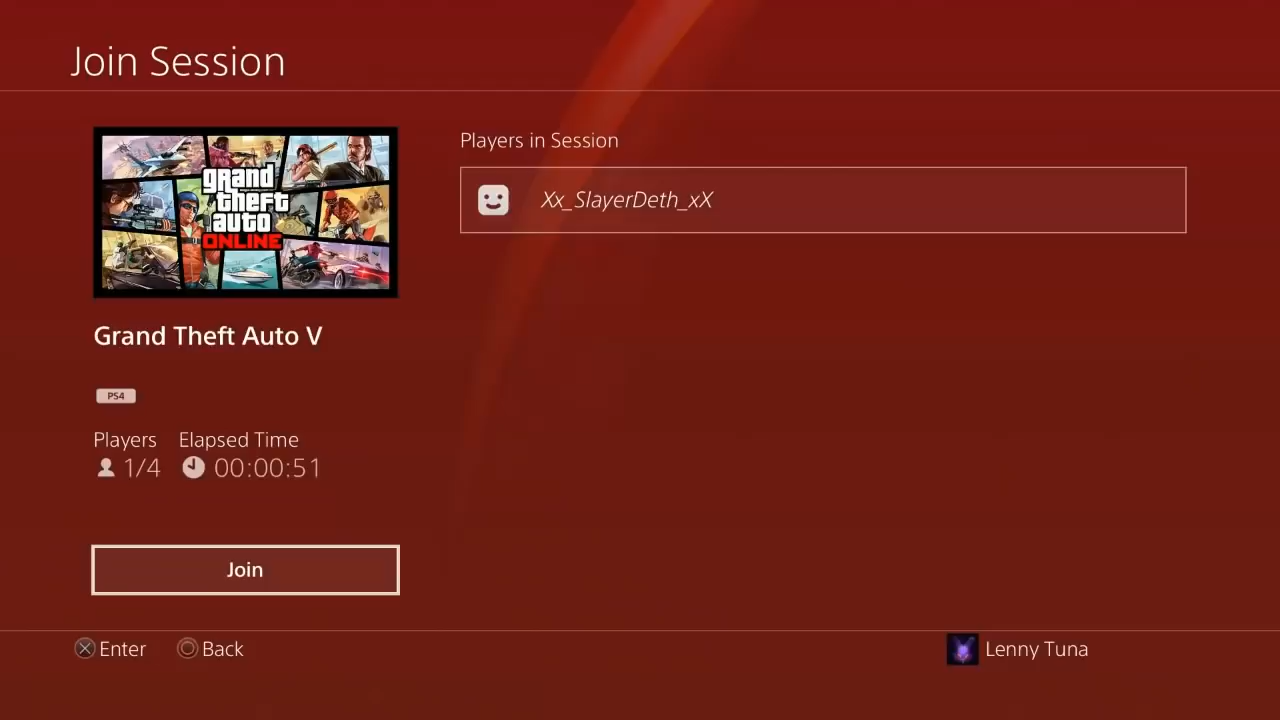 Join Session
grand
theft
auto
ONLINE
Grand Theft Auto V
PS4
Players Elapsed Time
1/4 00:00:51
Join
Players in Session
Xx_SlayerDeth_xX
Enter Back
Lenny Tuna